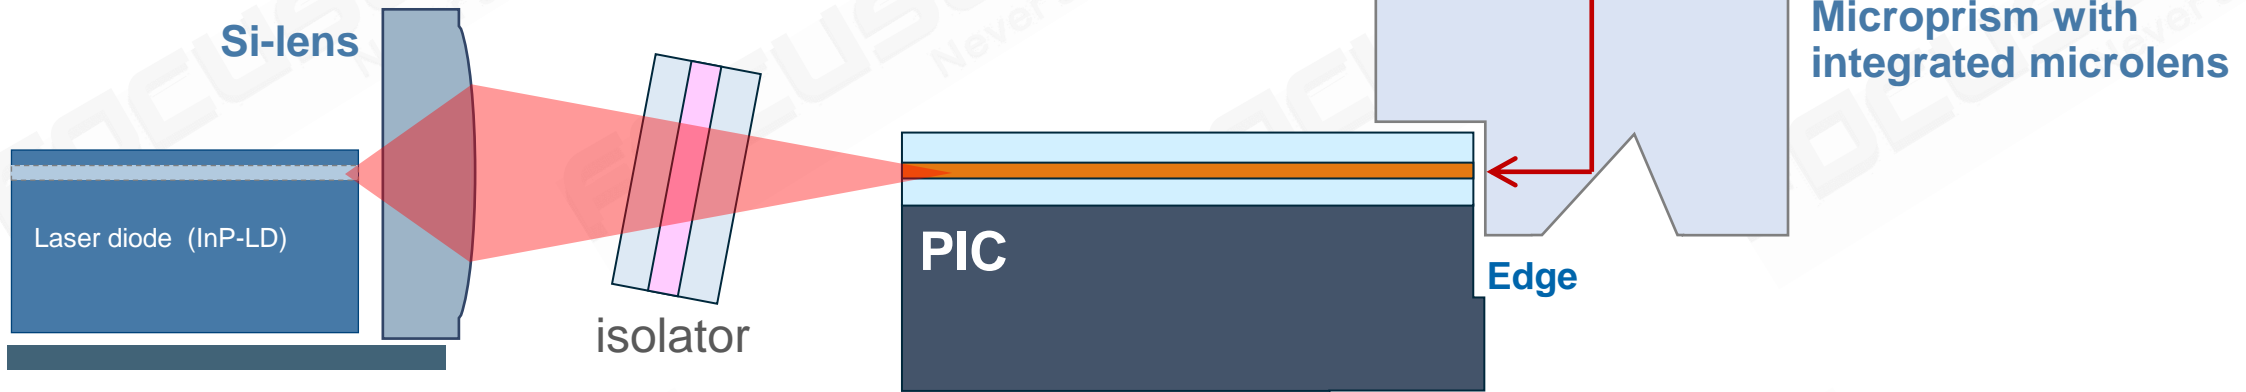 Si-lens
Microprism with
integrated microlens
Laser diode (InP-LD)
PIC
Edge
isolator